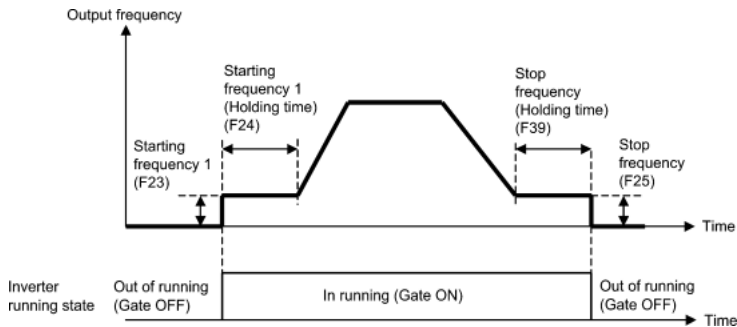 Output frequency
Starting
frequency 1
(Holding time)
(F24)
Stop
frequency
(Holding time)
(F39)
Starting
frequency 1
(F23)
Stop
frequency
(F25)
Time
Inverter
running state
Out of running
(Gate OFF)
In running (Gate ON)
Out of running
(Gate OFF)
Time